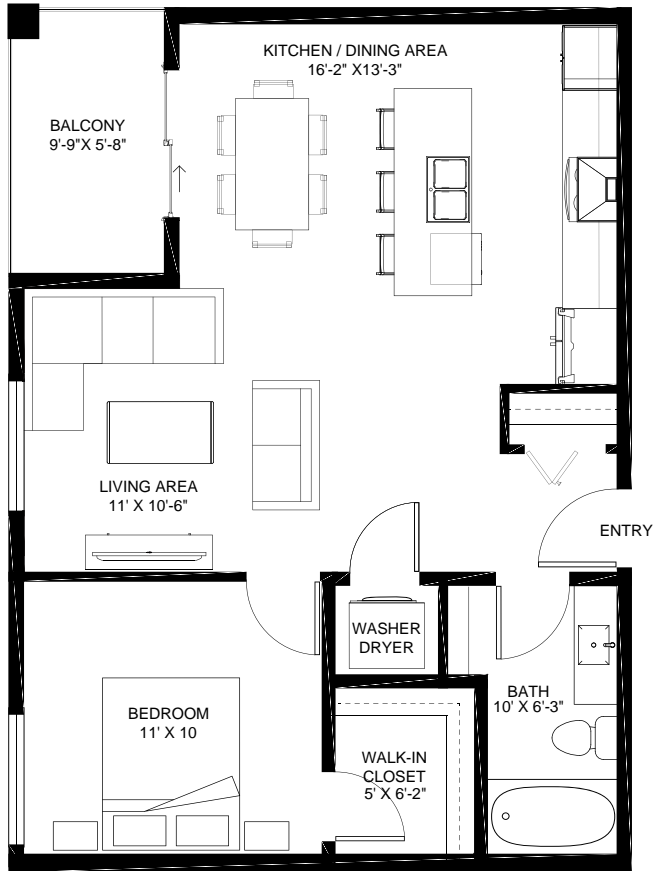 KITCHEN / DINING AREA
16'-2" X13'-3"
BALCONY
9'-9"X 5'-8"
LIVING AREA
11' X 10'-6"
ENTRY
WASHER
DRYER
BATH
10' X 6'-3"
BEDROOM
11' X 10
WALK-IN
CLOSET
5' X 6'-2"